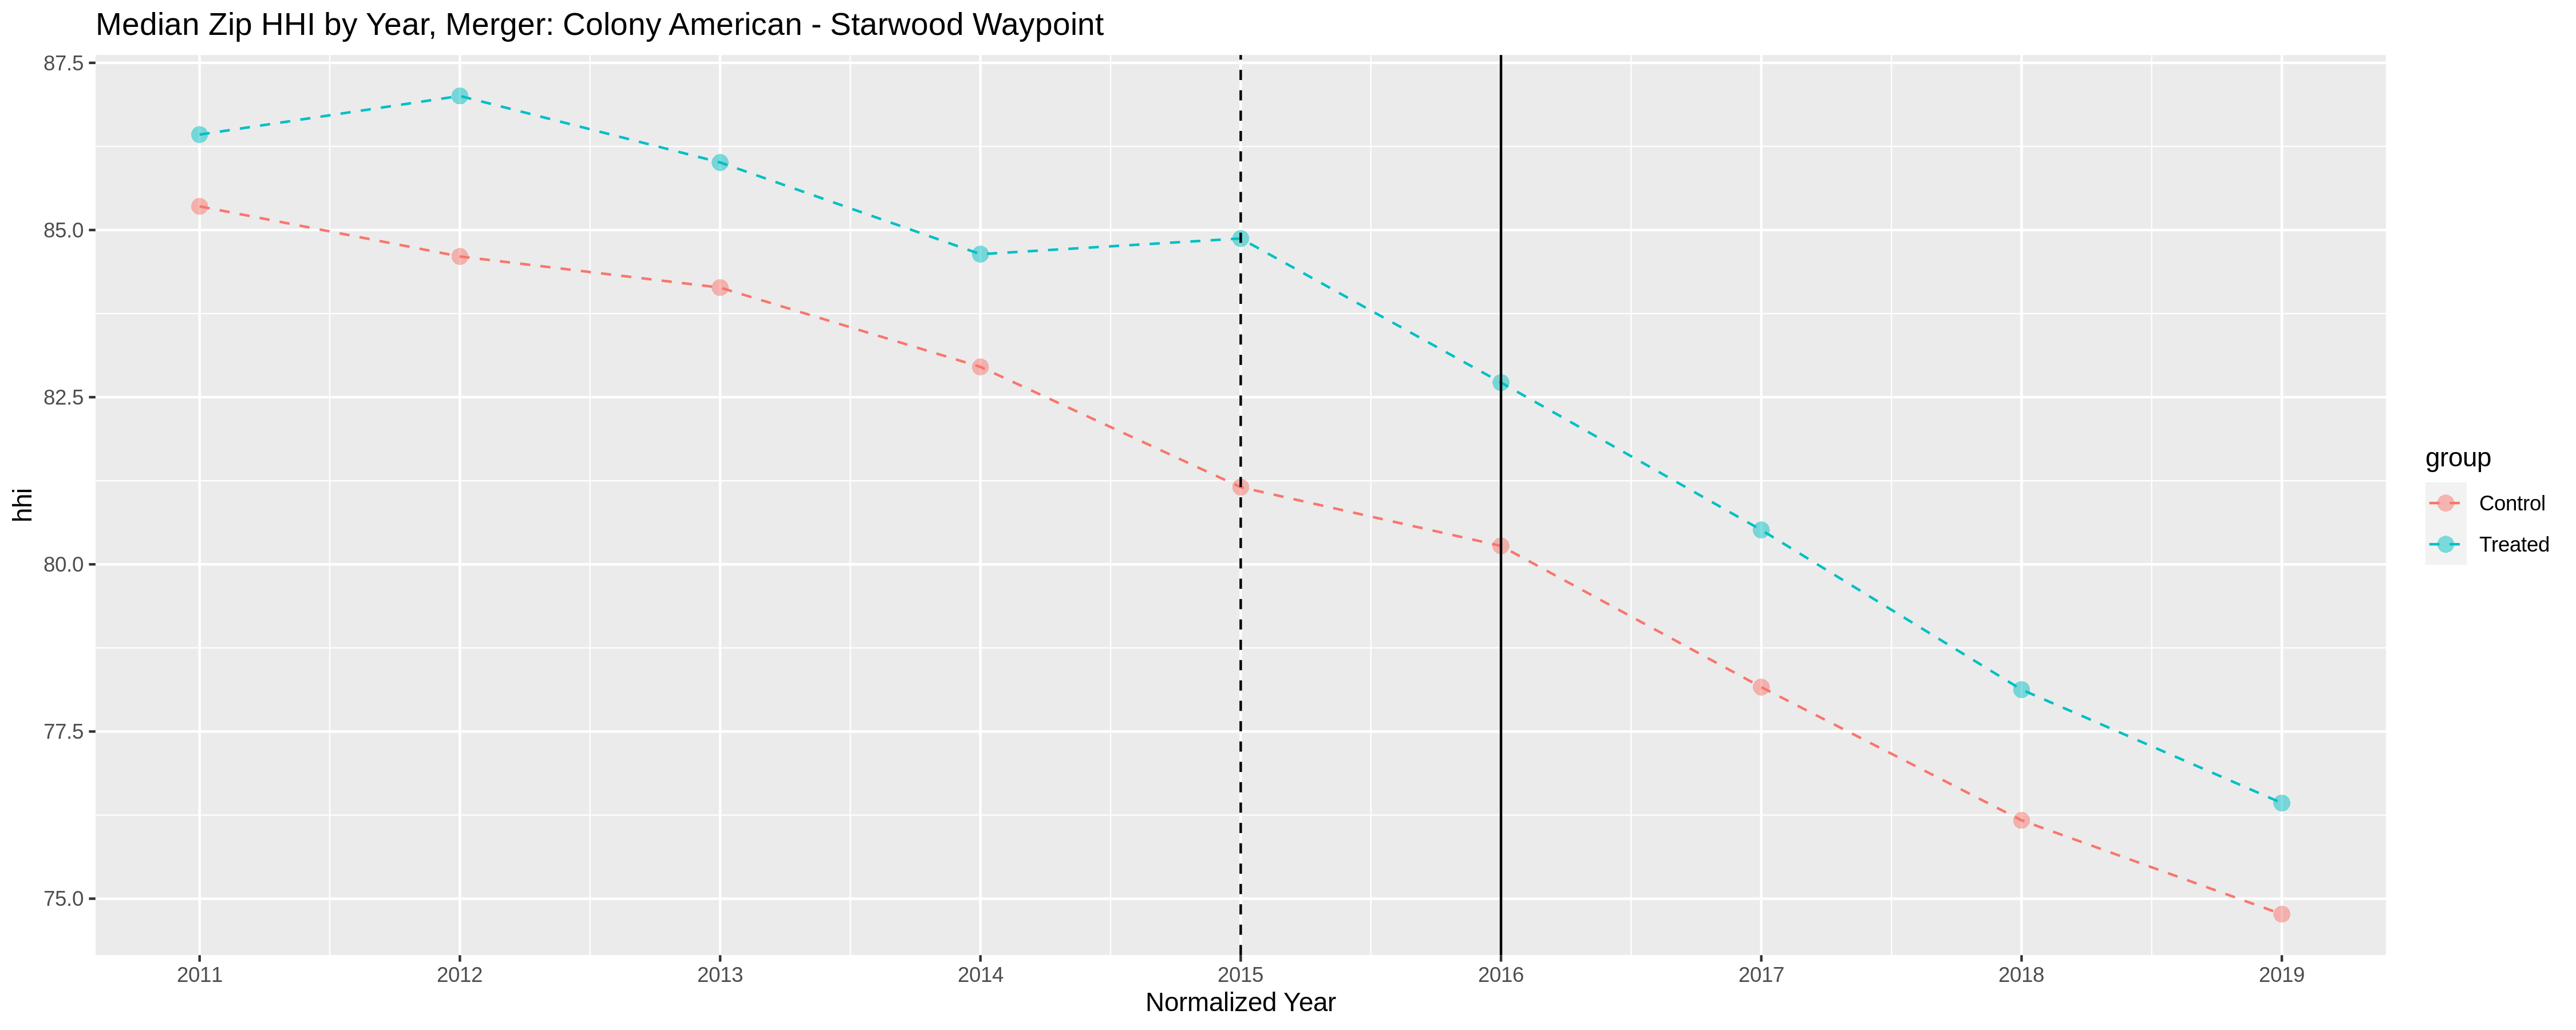 Median Zip HHI by Year, Merger: Colony American - Starwood Waypoint
87.5
85.0
82.5
80.0
77.5
75.0
hhi
2011 2012 2013 2014 2015 2016 2017 2018 2019
Normalized Year
group
Control
Treated